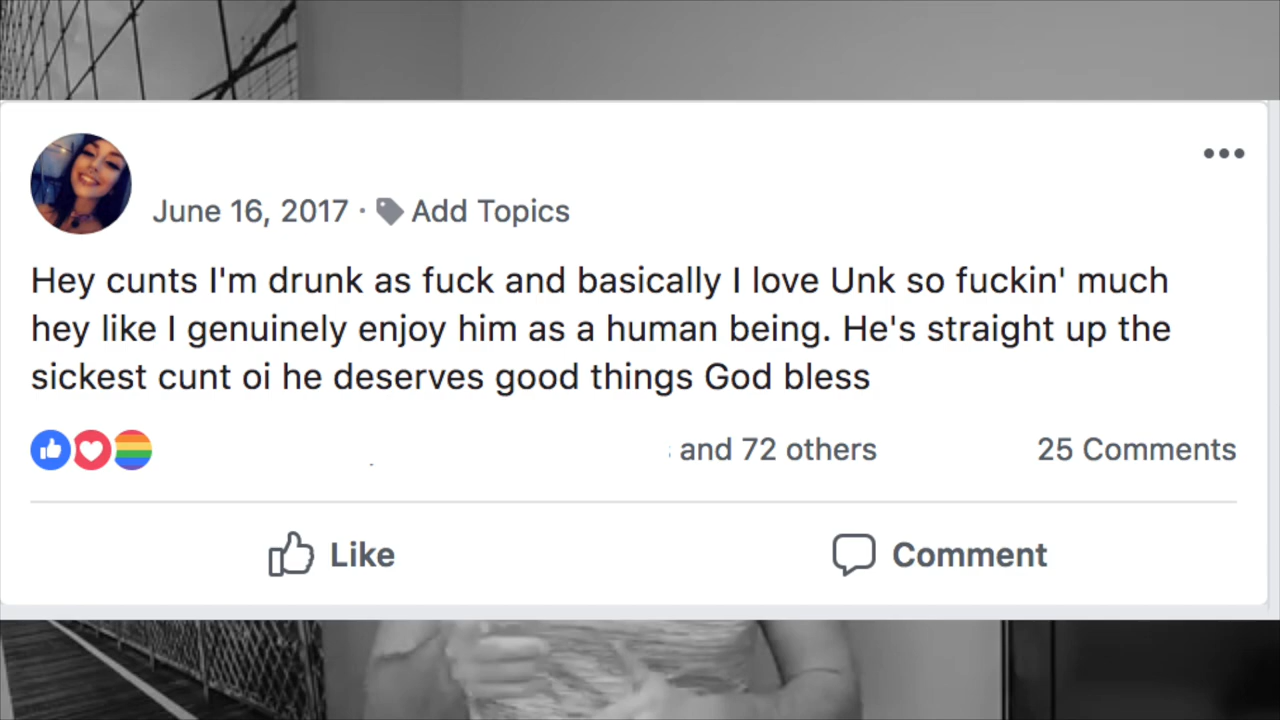 June 16, 2017 · Add Topics
Hey cunts I'm drunk as fuck and basically I love Unk so fuckin' much
hey like I genuinely enjoy him as a human being. He's straight up the
sickest cunt oi he deserves good things God bless
and 72 others
25 Comments
Like
Comment